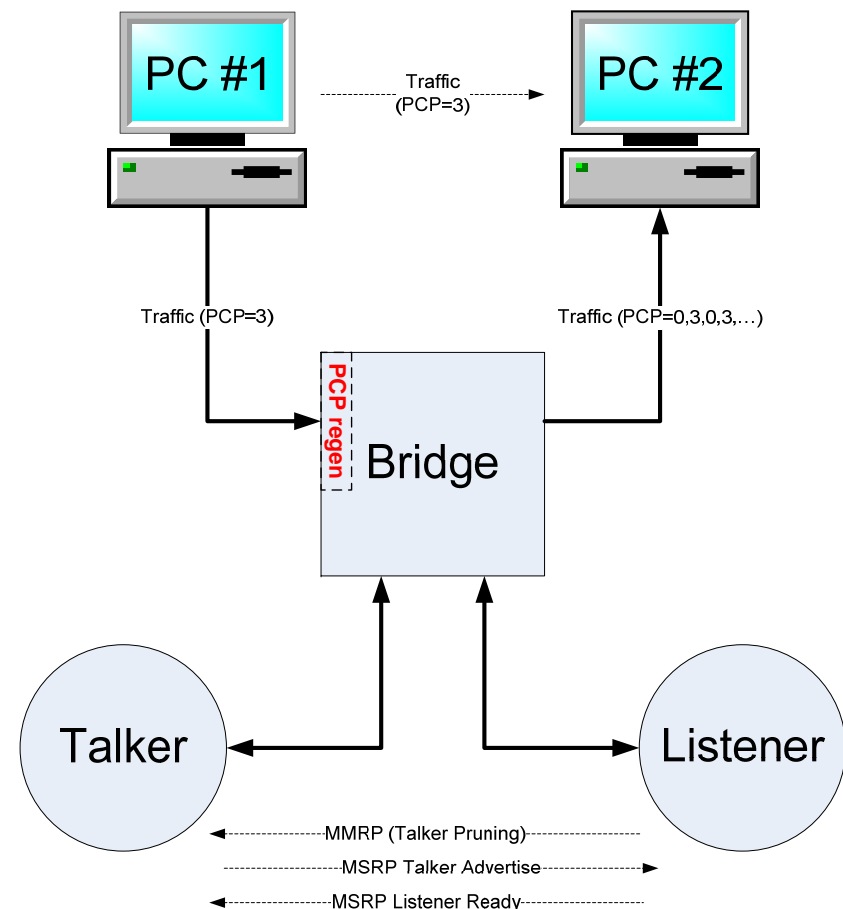 PC #1
Traffic
(PCP=3)
PC #2
Traffic (PCP=3)
Traffic (PCP=0,3,0,3,…)
PCP regen
Bridge
Talker
Listener
MMRP (Talker Pruning)
MSRP Talker Advertise
MSRP Listener Ready